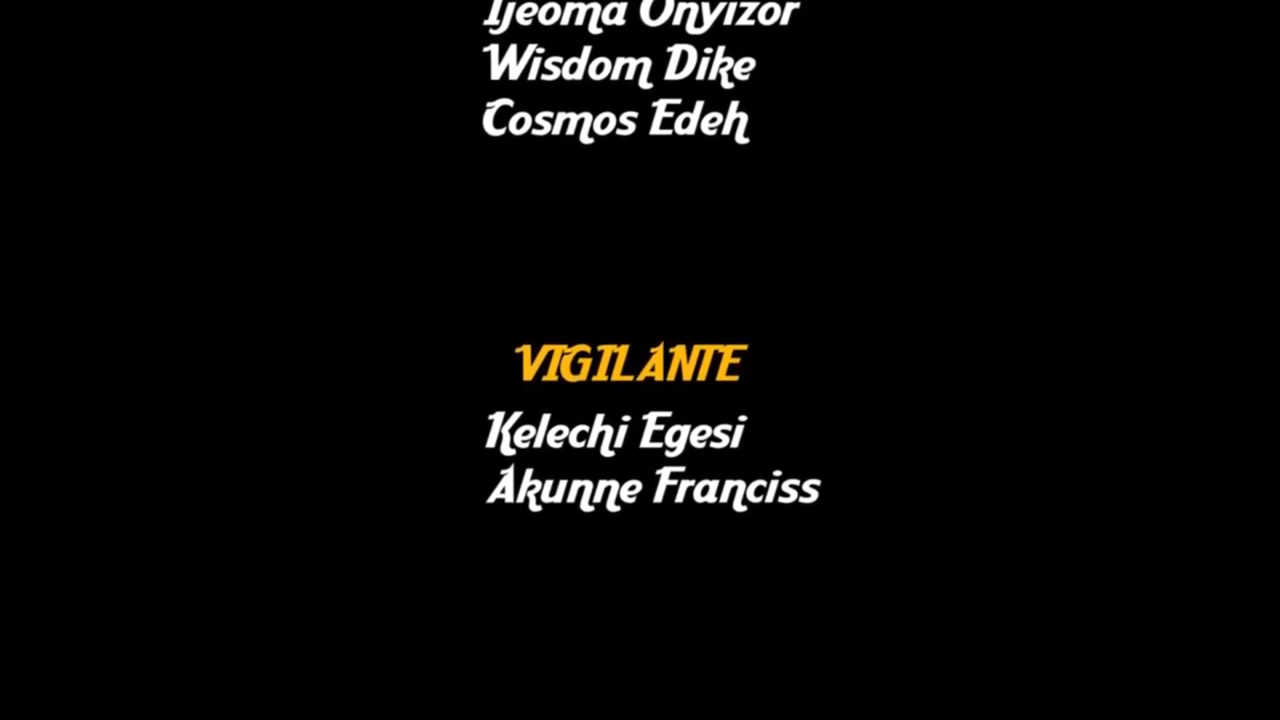 Ijeoma Onyizor
Wisdom Dike
Cosmos Edeh
VIGILANTE
Kelechi Egesi
Akunne Franciss